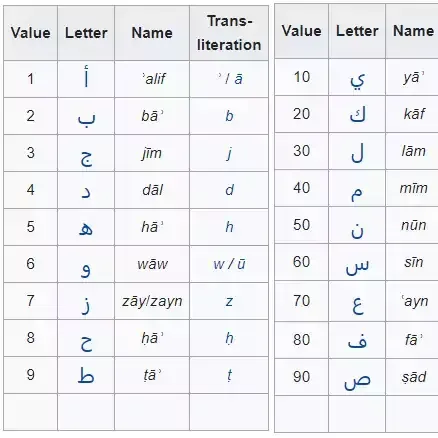 Value Letter Name Trans-
literation
1 أ ʾalif ʾ / ā
2 ب bāʾ b
3 ج jīm j
4 د dāl d
5 ه hāʾ h
6 و wāw w / ū
7 ز zāy/zayn z
8 ح ḥāʾ ḥ
9 ط ṭāʾ ṭ
Value Letter Name
10 ي yāʾ
20 ك kāf
30 ل lām
40 م mīm
50 ن nūn
60 س sīn
70 ع ʿayn
80 ف fāʾ
90 ص ṣād